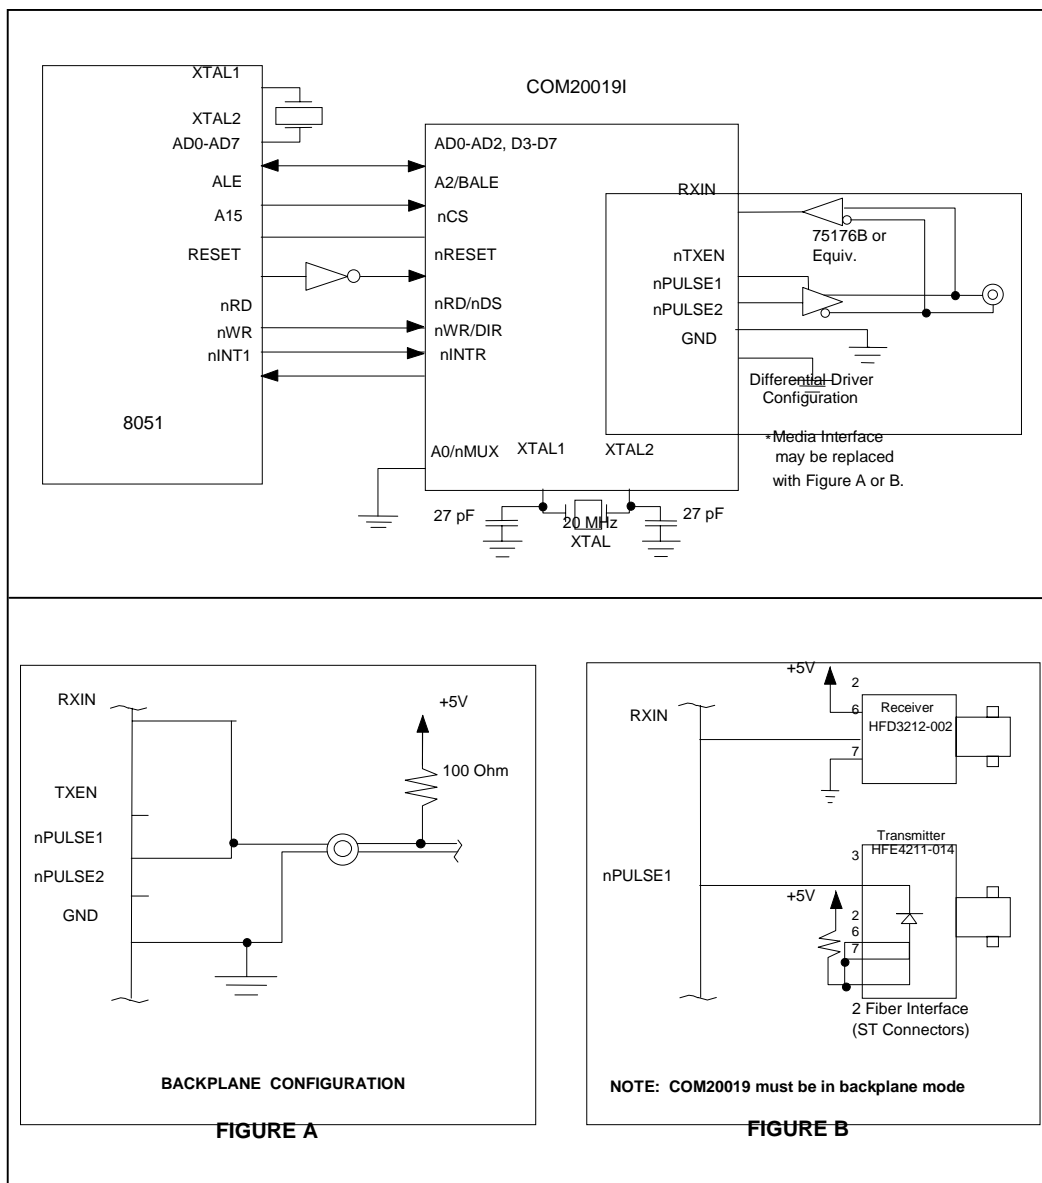 COM20019I
XTAL1
XTAL2
AD0-AD7
ALE
A15
RESET
nRD
nWR
nINT1
8051
AD0-AD2, D3-D7
A2/BALE
nCS
nRESET
nRD/nDS
nWR/DIR
nINTR
A0/nMUX
XTAL1
XTAL2
RXIN
nTXEN
nPULSE1
nPULSE2
GND
75176B or
Equiv.
Differential Driver
Configuration
*Media Interface
may be replaced
with Figure A or B.
27 pF
20 MHz
XTAL
27 pF
RXIN
TXEN
nPULSE1
nPULSE2
GND
+5V
100 Ohm
BACKPLANE CONFIGURATION
FIGURE A
+5V
2
6
7
Receiver
HFD3212-002
RXIN
Transmitter
HFE4211-014
3
nPULSE1
+5V
2
6
7
2 Fiber Interface
(ST Connectors)
NOTE: COM20019 must be in backplane mode
FIGURE B